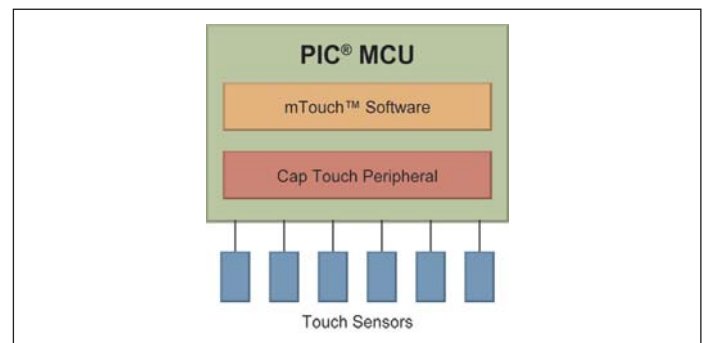 PIC® MCU
mTouch™ Software
Cap Touch Peripheral
Touch Sensors